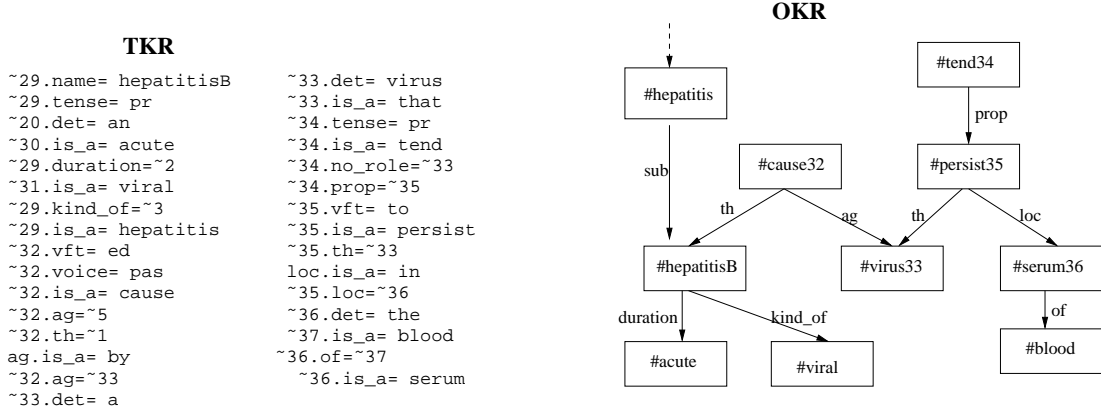 TKR
˜29.name= hepatitisB
˜29.tense= pr
˜20.det= an
˜30.is_a= acute
˜29.duration=˜2
˜31.is_a= viral
˜29.kind_of=˜3
˜29.is_a= hepatitis
˜32.vft= ed
˜32.voice= pas
˜32.is_a= cause
˜32.ag=˜5
˜32.th=˜1
ag.is_a= by
˜32.ag=˜33
˜33.det= a
˜33.det= virus
˜33.is_a= that
˜34.tense= pr
˜34.is_a= tend
˜34.no_role=˜33
˜34.prop=˜35
˜35.vft= to
˜35.is_a= persist
˜35.th=˜33
loc.is_a= in
˜35.loc=˜36
˜36.det= the
˜37.is_a= blood
˜36.of=˜37
˜36.is_a= serum
OKR
#tend34
#hepatitis
prop
sub
#cause32
#persist35
th
ag
th
loc
#hepatitisB
#virus33
#serum36
duration
kind_of
of
#acute
#viral
#blood